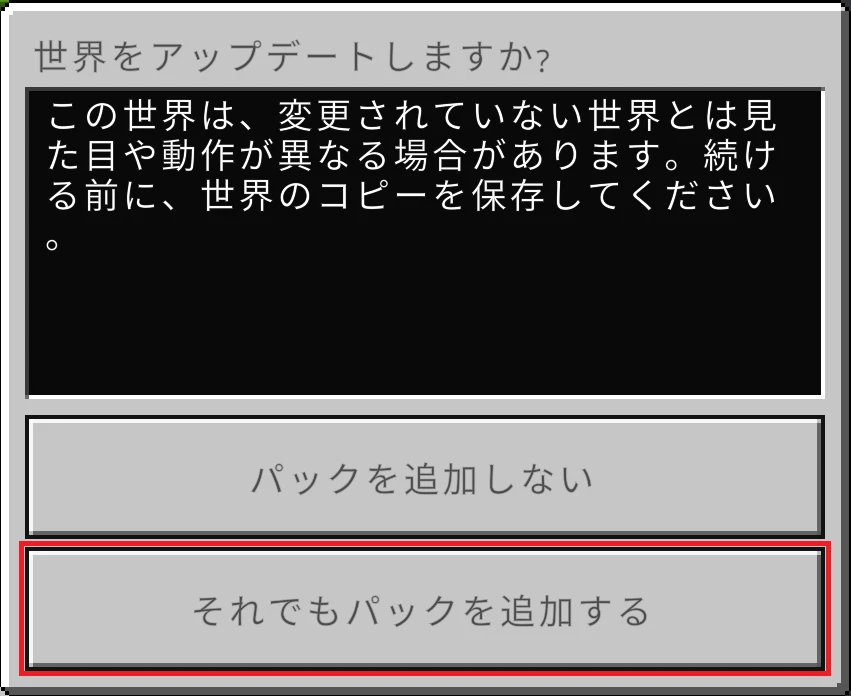 世界をアップデートしますか?
この世界は、変更されていない世界とは見
た目や動作が異なる場合があります。続け
る前に、世界のコピーを保存してください
。
パックを追加しない
それでもパックを追加する